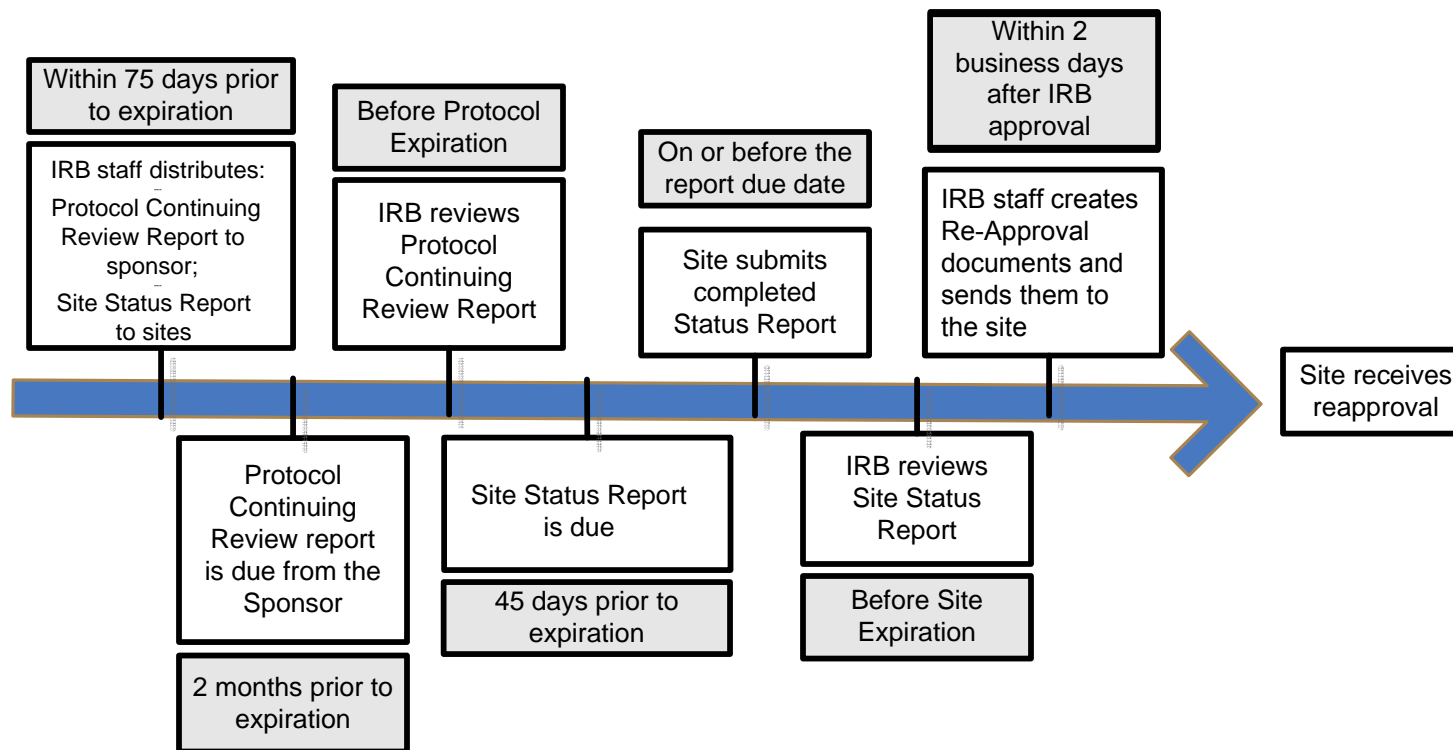 Within 75 days prior
to expiration
IRB staff distributes:
Protocol Continuing
Review Report to
sponsor;
Site Status Report
to sites
Protocol
Continuing
Review report
is due from the
Sponsor
2 months prior to
expiration
Before Protocol
Expiration
IRB reviews
Protocol
Continuing
Review Report
Site Status Report
is due
45 days prior to
expiration
On or before the
report due date
Site submits
completed
Status Report
IRB reviews
Site Status
Report
Before Site
Expiration
Within 2
business days
after IRB
approval
IRB staff creates
Re-Approval
documents and
sends them to
the site
Site receives
reapproval